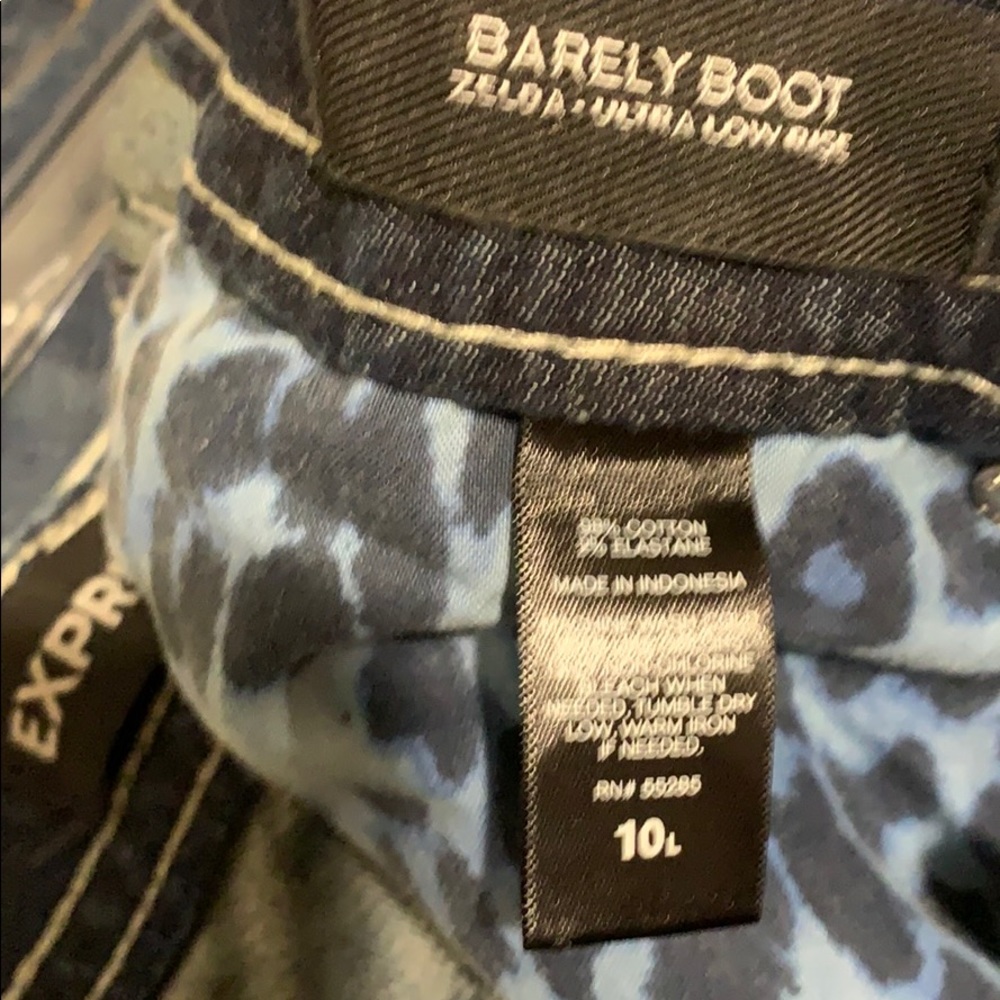 BARELY BOOT
ZELDA · ULTRA LOW RISE
EXPR
98% COTTON
2% ELASTANE
MADE IN INDONESIA
NON-CHLORINE
BLEACH WHEN
NEEDED, TUMBLE DRY
LOW, WARM IRON
IF NEEDED,
RN# 55285
10L